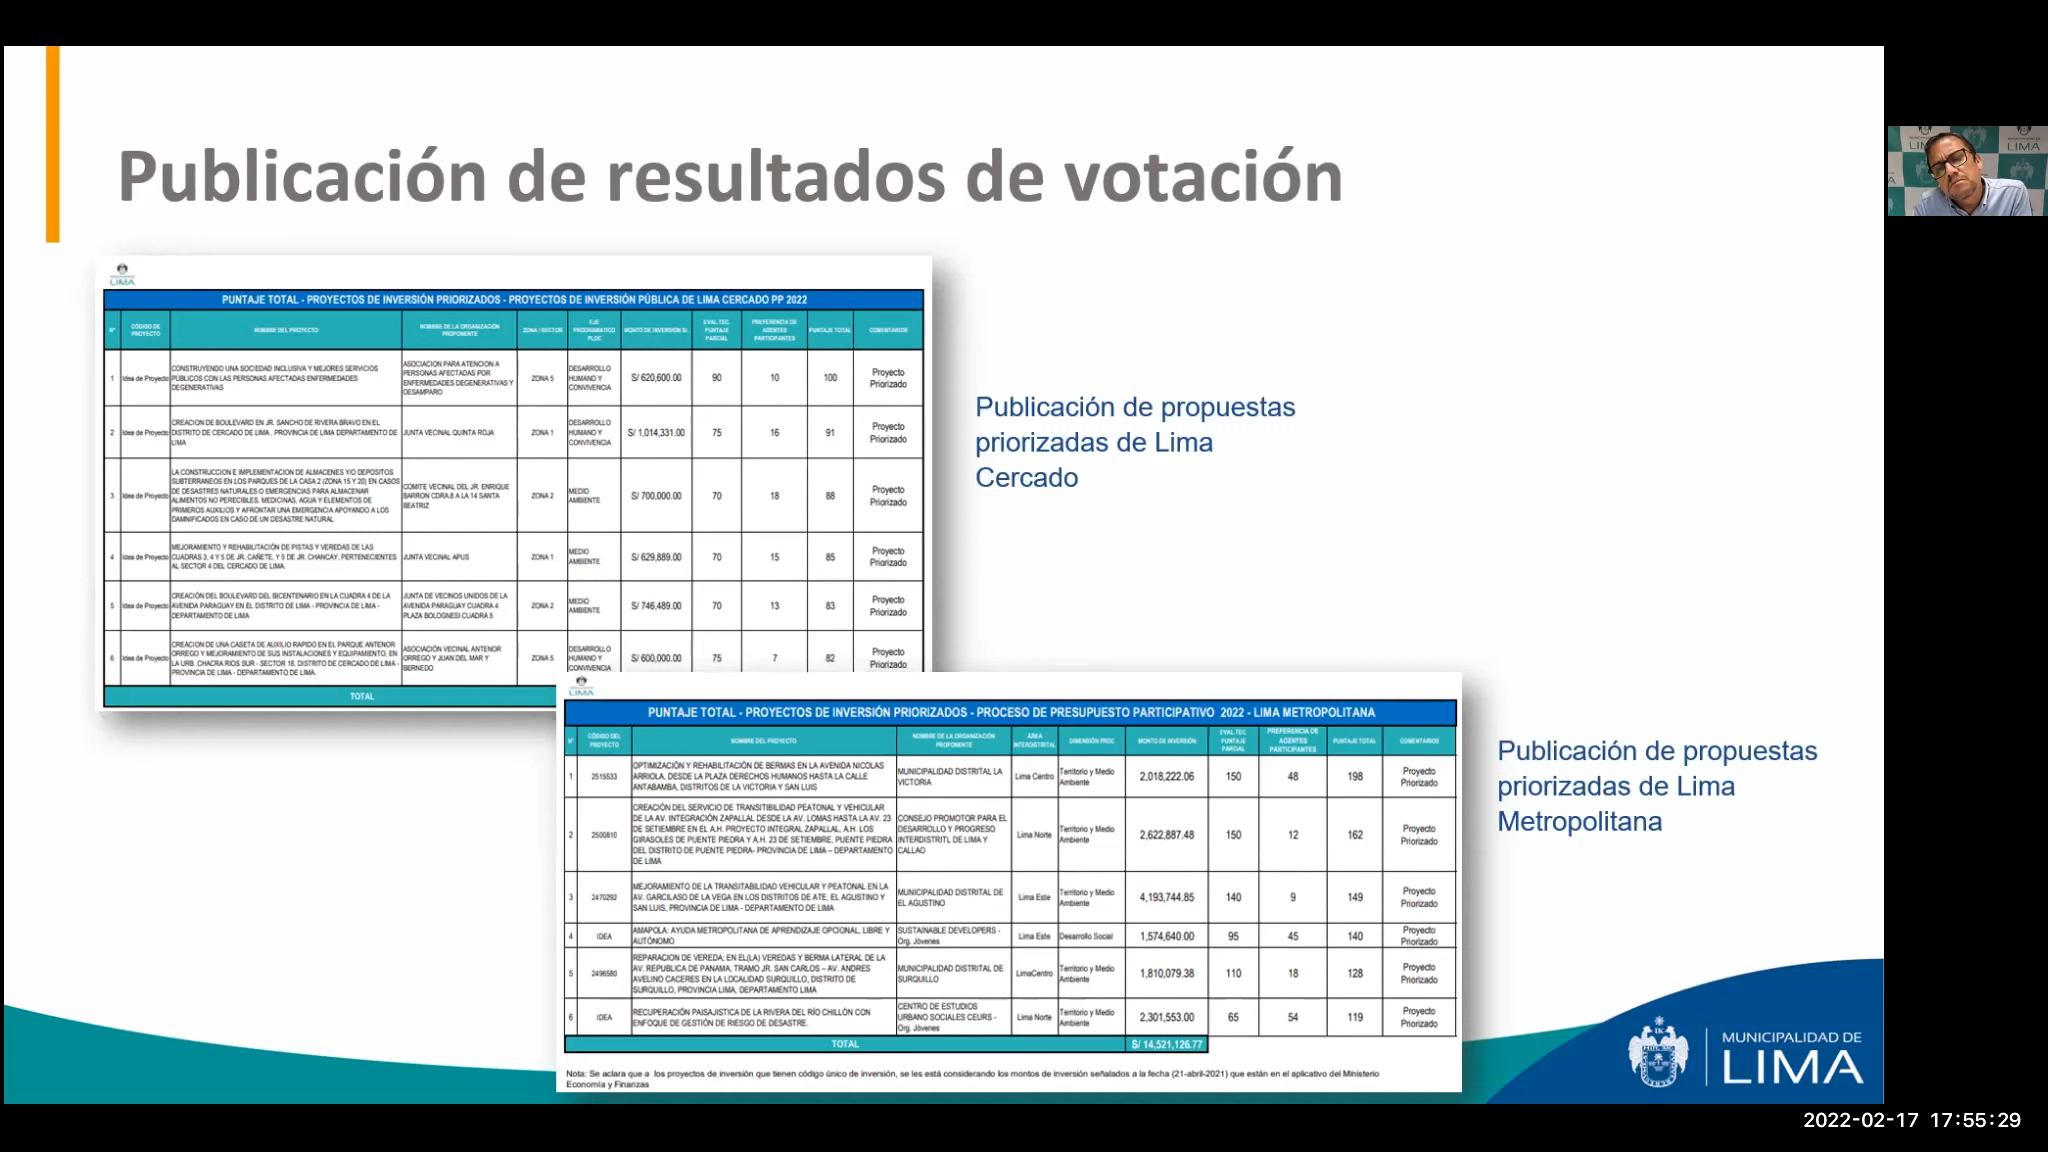 Publicación de resultados de votación
LIMA
PUNTAJE TOTAL - PROYECTOS DE INVERSIÓN PRIORIZADOS - PROYECTOS DE INVERSIÓN PÚBLICA DE LIMA CERCADO PP 2022
N° CÓDIGO DE PROYECTO NOMBRE DEL PROYECTO NOMBRE DE LA ORGANIZACIÓN PROPONENTE ZONA / SECTOR EJE PROGRAMATICO PLDC MONTO DE INVERSIÓN S/. EVAL.TEC. PUNTAJE PARCIAL PREFERENCIA DE AGENTES PARTICIPANTES PUNTAJE TOTAL COMENTARIOS
1 Idea de Proyecto CONSTRUYENDO UNA SOCIEDAD INCLUSIVA Y MEJORES SERVICIOS PÚBLICOS CON LAS PERSONAS AFECTADAS ENFERMEDADES DEGENERATIVAS ASOCIACION PARA ATENCION A PERSONAS AFECTADAS POR ENFERMEDADES DEGENERATIVAS Y DESAMPARO ZONA 5 DESARROLLO HUMANO Y CONVIVENCIA S/ 620,600.00 90 10 100 Proyecto Priorizado
2 Idea de Proyecto CREACION DE BOULEVARD EN JR. SANCHO DE RIVERA BRAVO EN EL DISTRITO DE CERCADO DE LIMA , PROVINCIA DE LIMA DEPARTAMENTO DE LIMA JUNTA VECINAL QUINTA ROJA ZONA 1 DESARROLLO HUMANO Y CONVIVENCIA S/ 1,014,331.00 75 16 91 Proyecto Priorizado
3 Idea de Proyecto LA CONSTRUCCION E IMPLEMENTACION DE ALMACENES Y/O DEPOSITOS SUBTERRANEOS EN LOS PARQUES DE LA CASA 2 (ZONA 15 Y 20) EN CASOS DE DESASTRES NATURALES O EMERGENCIAS PARA ALMACENAR ALIMENTOS NO PERECIBLES, MEDICINAS, AGUA Y ELEMENTOS DE PRIMEROS AUXILIOS Y AFRONTAR UNA EMERGENCIA APOYANDO A LOS DAMNIFICADOS EN CASO DE UN DESASTRE NATURAL COMITE VECINAL DEL JR. ENRIQUE BARRON CDRA.8 A LA 14 SANTA BEATRIZ ZONA 2 MEDIO AMBIENTE S/ 700,000.00 70 18 88 Proyecto Priorizado
4 Idea de Proyecto MEJORAMIENTO Y REHABILITACIÓN DE PISTAS Y VEREDAS DE LAS CUADRAS 3, 4 Y 5 DE JR. CAÑETE, Y 5 DE JR. CHANCAY, PERTENECIENTES AL SECTOR 4 DEL CERCADO DE LIMA. JUNTA VECINAL APUS ZONA 1 MEDIO AMBIENTE S/ 629,889.00 70 15 85 Proyecto Priorizado
5 Idea de Proyecto CREACIÓN DEL BOULEVARD DEL BICENTENARIO EN LA CUADRA 4 DE LA AVENIDA PARAGUAY EN EL DISTRITO DE LIMA - PROVINCIA DE LIMA - DEPARTAMENTO DE LIMA JUNTA DE VECINOS UNIDOS DE LA AVENIDA PARAGUAY CUADRA 4 PLAZA BOLOGNESI CUADRA 5 ZONA 2 MEDIO AMBIENTE S/ 746,489.00 70 13 83 Proyecto Priorizado
6 Idea de Proyecto CREACION DE UNA CASETA DE AUXILIO RAPIDO EN EL PARQUE ANTENOR ORREGO Y MEJORAMIENTO DE SUS INSTALACIONES Y EQUIPAMIENTO, EN LA URB. CHACRA RIOS SUR - SECTOR 18, DISTRITO DE CERCADO DE LIMA - PROVINCIA DE LIMA - DEPARTAMENTO DE LIMA. ASOCIACIÓN VECINAL ANTENOR ORREGO Y JUAN DEL MAR Y BERNEDO ZONA 5 DESARROLLO HUMANO Y CONVIVENCIA S/ 600,000.00 75 7 82 Proyecto Priorizado
TOTAL
Publicación de propuestas
priorizadas de Lima
Cercado
LIMA
PUNTAJE TOTAL - PROYECTOS DE INVERSIÓN PRIORIZADOS - PROCESO DE PRESUPUESTO PARTICIPATIVO 2022 - LIMA METROPOLITANA
N° CÓDIGO DEL PROYECTO NOMBRE DEL PROYECTO NOMBRE DE LA ORGANIZACIÓN PROPONENTE ÁREA INTERDISTRITAL DIMENSIÓN PRDC MONTO DE INVERSIÓN EVAL.TEC. PUNTAJE PARCIAL PREFERENCIA DE AGENTES PARTICIPANTES PUNTAJE TOTAL COMENTARIOS
1 2515533 OPTIMIZACIÓN Y REHABILITACIÓN DE BERMAS EN LA AVENIDA NICOLAS ARRIOLA, DESDE LA PLAZA DERECHOS HUMANOS HASTA LA CALLE ANTABAMBA, DISTRITOS DE LA VICTORIA Y SAN LUIS MUNICIPALIDAD DISTRITAL LA VICTORIA Lima Centro Territorio y Medio Ambiente 2,018,222.06 150 48 198 Proyecto Priorizado
2 2500810 CREACIÓN DEL SERVICIO DE TRANSITIBILIDAD PEATONAL Y VEHICULAR DE LA AV. INTEGRACIÓN ZAPALLAL DESDE LA AV. LOMAS HASTA LA AV. 23 DE SETIEMBRE EN EL A.H. PROYECTO INTEGRAL ZAPALLAL, A.H. LOS GIRASOLES DE PUENTE PIEDRA Y A.H. 23 DE SETIEMBRE, PUENTE PIEDRA DEL DISTRITO DE PUENTE PIEDRA- PROVINCIA DE LIMA – DEPARTAMENTO DE LIMA CONSEJO PROMOTOR PARA EL DESARROLLO Y PROGRESO INTERDISTRITL DE LIMA Y CALLAO Lima Norte Territorio y Medio Ambiente 2,622,887.48 150 12 162 Proyecto Priorizado
3 2470292 MEJORAMIENTO DE LA TRANSITABILIDAD VEHICULAR Y PEATONAL EN LA AV. GARCILASO DE LA VEGA EN LOS DISTRITOS DE ATE, EL AGUSTINO Y SAN LUIS, PROVINCIA DE LIMA - DEPARTAMENTO DE LIMA MUNICIPALIDAD DISTRITAL DE EL AGUSTINO Lima Este Territorio y Medio Ambiente 4,193,744.85 140 9 149 Proyecto Priorizado
4 IDEA AMAPOLA: AYUDA METROPOLITANA DE APRENDIZAJE OPCIONAL, LIBRE Y AUTÓNOMO SUSTAINABLE DEVELOPERS - Org. Jóvenes Lima Este Desarrollo Social 1,574,640.00 95 45 140 Proyecto Priorizado
5 2496580 REPARACION DE VEREDA; EN EL(LA) VEREDAS Y BERMA LATERAL DE LA AV. REPUBLICA DE PANAMA, TRAMO JR. SAN CARLOS – AV. ANDRES AVELINO CACERES EN LA LOCALIDAD SURQUILLO, DISTRITO DE SURQUILLO, PROVINCIA LIMA, DEPARTAMENTO LIMA MUNICIPALIDAD DISTRITAL DE SURQUILLO LimaCentro Territorio y Medio Ambiente 1,810,079.38 110 18 128 Proyecto Priorizado
6 IDEA RECUPERACIÓN PAISAJISTICA DE LA RIVERA DEL RÍO CHILLÓN CON ENFOQUE DE GESTIÓN DE RIESGO DE DESASTRE. CENTRO DE ESTUDIOS URBANO SOCIALES CEURS - Org. Jóvenes Lima Norte Territorio y Medio Ambiente 2,301,553.00 65 54 119 Proyecto Priorizado
TOTAL S/ 14,521,126.77
Nota: Se aclara que a los proyectos de inversión que tienen código único de inversión, se les está considerando los montos de inversión señalados a la fecha (21-abril-2021) que están en el aplicativo del Ministerio
Economía y Finanzas
Publicación de propuestas
priorizadas de Lima
Metropolitana
MUNICIPALIDAD DE
LIMA
LIMA
2022-02-17 17:55:29